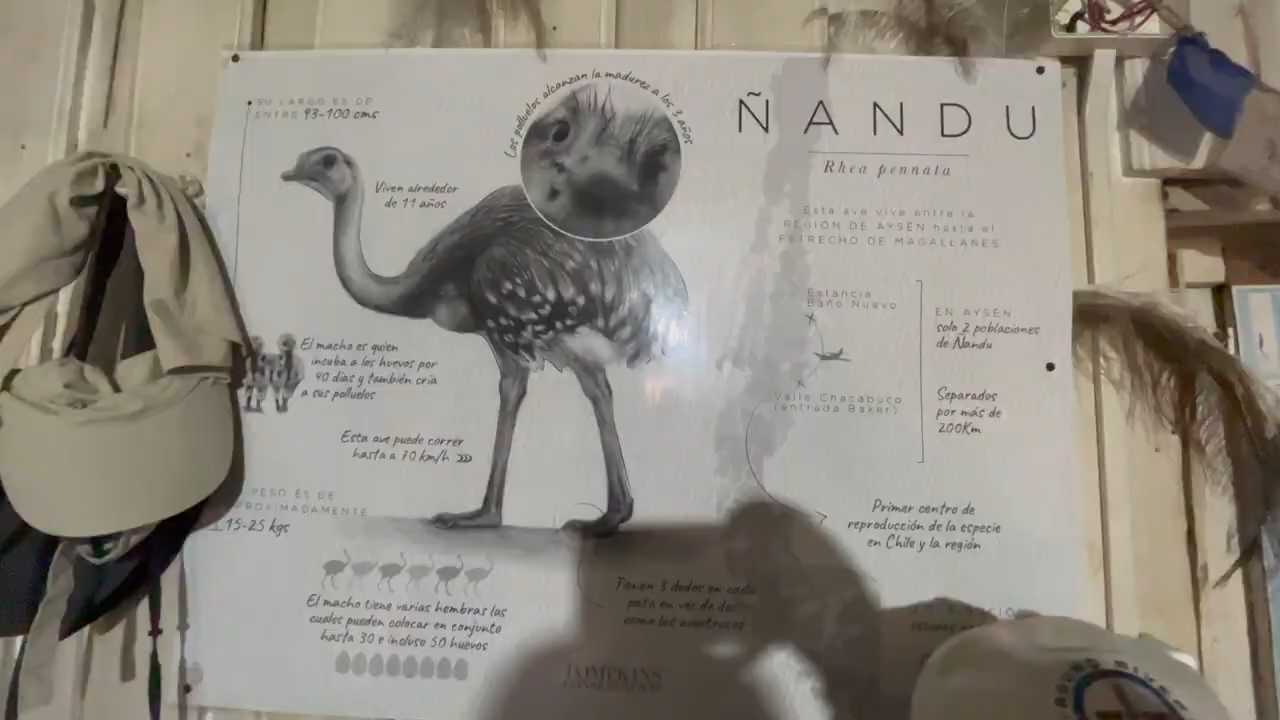 SU LARGO ES DE
ENTRE 93-100 cms
Los polluelos alcanzan la madurez a los 3 años
Viven alrededor
de 11 años
El macho es quien
incuba a los huevos por
40 días y también cría
a sus polluelos
Esta ave puede correr
hasta a 70 km/h >>>
PESO ES DE
APROXIMADAMENTE
15-25 kgs
El macho tiene varias hembras las
cuales pueden colocar en conjunto
hasta 30 e incluso 50 huevos
ÑANDU
Rhea pennata
Esta ave vive entre la
REGIÓN DE AYSÉN hasta el
ESTRECHO DE MAGALLANES
Estancia
Baño Nuevo
EN AYSÉN
solo 2 poblaciones
de Ñandu
Valle Chacabuco
(entrada Baker)
Separados
por más de
200Km
Primer centro de
reproducción de la especie
en Chile y la región
Tienen 3 dedos en cada
pata en vez de dos
como las avestruces
TOMPKINS
CONSERVATION